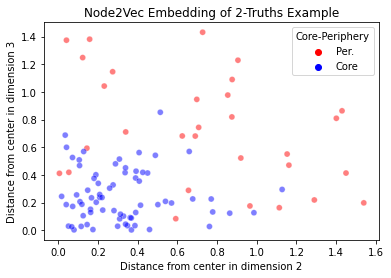 Node2Vec Embedding of 2-Truths Example
Core-Periphery
Per.
Core
Distance from center in dimension 3
1.4
1.2
1.0
0.8
0.6
0.4
0.2
0.0
0.0 0.2 0.4 0.6 0.8 1.0 1.2 1.4 1.6
Distance from center in dimension 2